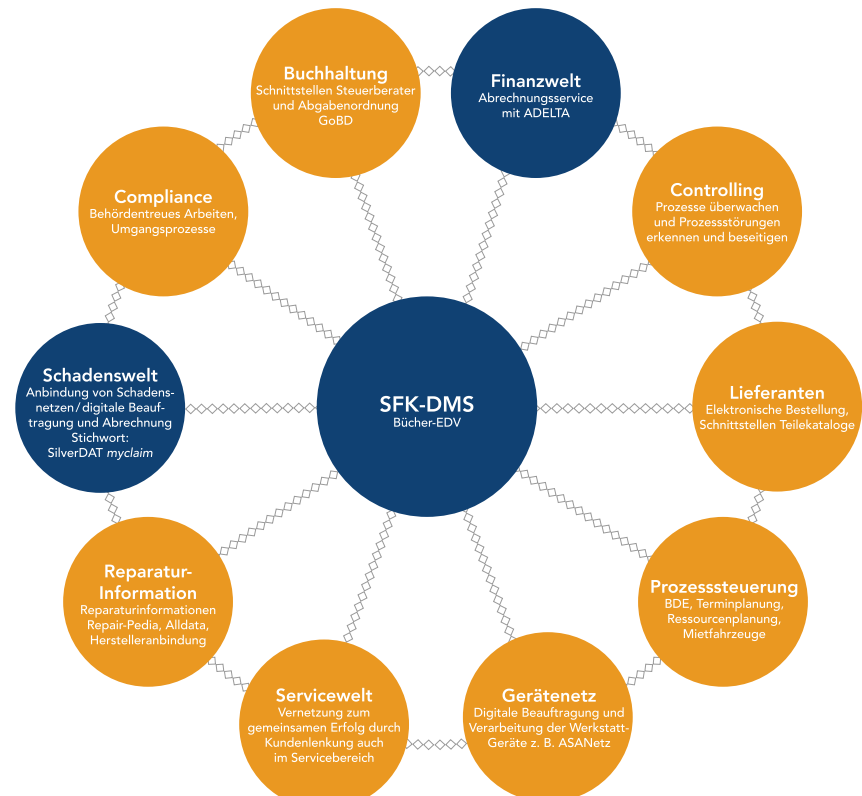 Buchhaltung
Schnittstellen Steuerberater
und Abgabenordnung
GoBD
Finanzwelt
Abrechnungsservice
mit ADELTA
Compliance
Behördentreues Arbeiten,
Umgangsprozesse
Controlling
Prozesse überwachen
und Prozessstörungen
erkennen und beseitigen
Schadenswelt
Anbindung von Schadens-
netzen/digitale Beauf-
tragung und Abrechnung
Stichwort:
SilverDAT myclaim
SFK-DMS
Bücher-EDV
Lieferanten
Elektronische Bestellung,
Schnittstellen Teilekataloge
Reparatur-
Information
Reparaturinformationen
Repair-Pedia, Alldata,
Herstelleranbindung
Prozesssteuerung
BDE, Terminplanung,
Ressourcenplanung,
Mietfahrzeuge
Servicewelt
Vernetzung zum
gemeinsamen Erfolg durch
Kundenlenkung auch
im Servicebereich
Gerätenetz
Digitale Beauftragung und
Verarbeitung der Werkstatt-
Geräte z. B. ASANetz